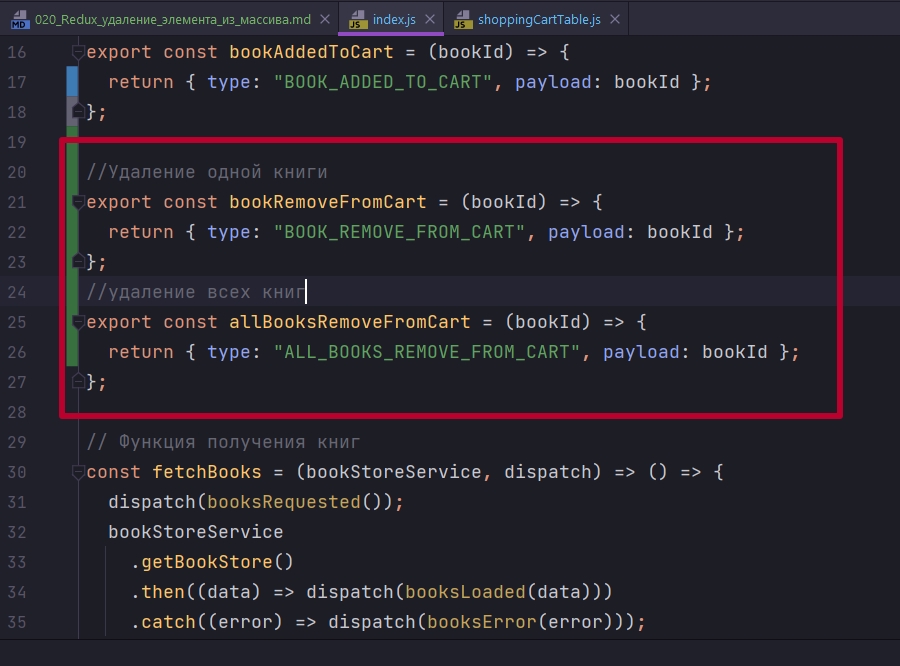 MD 020_Redux_удаление_элемента_из_массива.md JS index.js JS shoppingCartTable.js
16 export const bookAddedToCart = (bookId) => {
17 return { type: "BOOK_ADDED_TO_CART", payload: bookId };
18 };
19
20 //Удаление одной книги
21 export const bookRemoveFromCart = (bookId) => {
22 return { type: "BOOK_REMOVE_FROM_CART", payload: bookId };
23 };
24 //удаление всех книг
25 export const allBooksRemoveFromCart = (bookId) => {
26 return { type: "ALL_BOOKS_REMOVE_FROM_CART", payload: bookId };
27 };
28
29 // Функция получения книг
30 const fetchBooks = (bookStoreService, dispatch) => () => {
31 dispatch(booksRequested());
32 bookStoreService
33 .getBookStore()
34 .then((data) => dispatch(booksLoaded(data)))
35 .catch((error) => dispatch(booksError(error)));